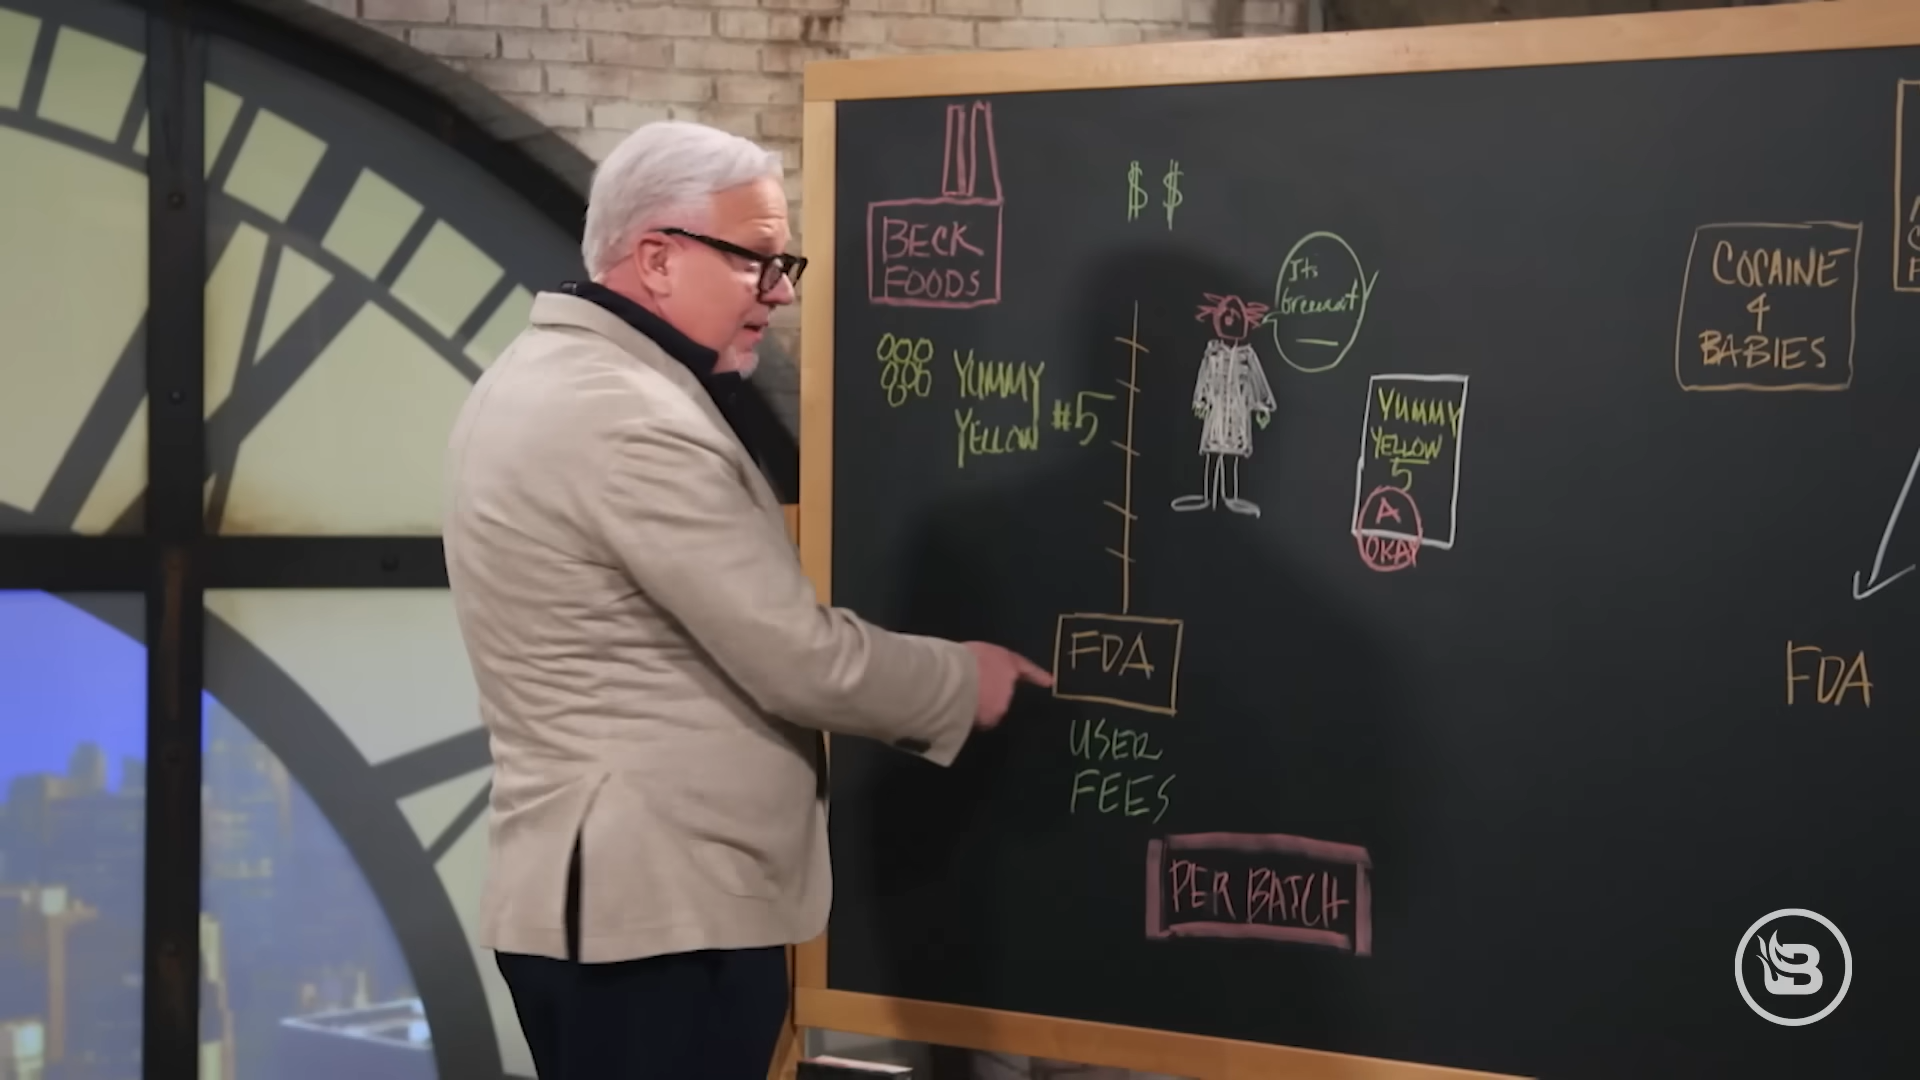 BECK
FOODS
$ $
YUMMY
YELLOW #5
It's
YUMMY
YELLOW
5
A
OKAY
FDA
USER
FEES
PER BATCH
COCAINE
4
BABIES
FDA
B